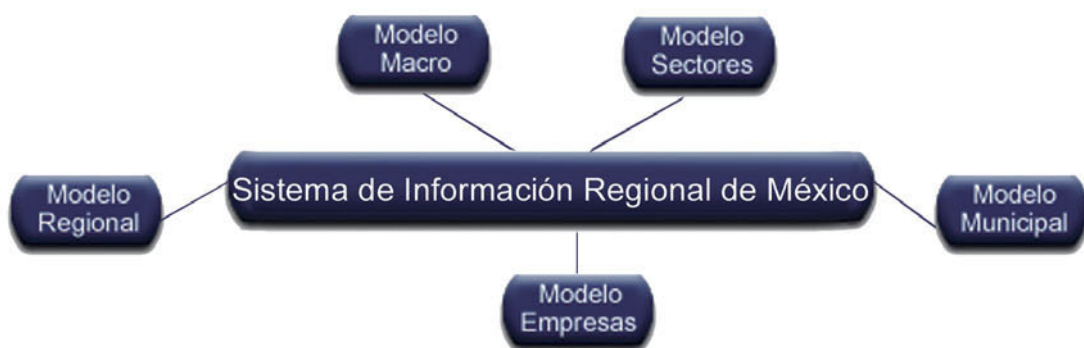 Modelo
Macro
Modelo
Sectores
Sistema de Información Regional de México
Modelo
Regional
Modelo
Municipal
Modelo
Empresas